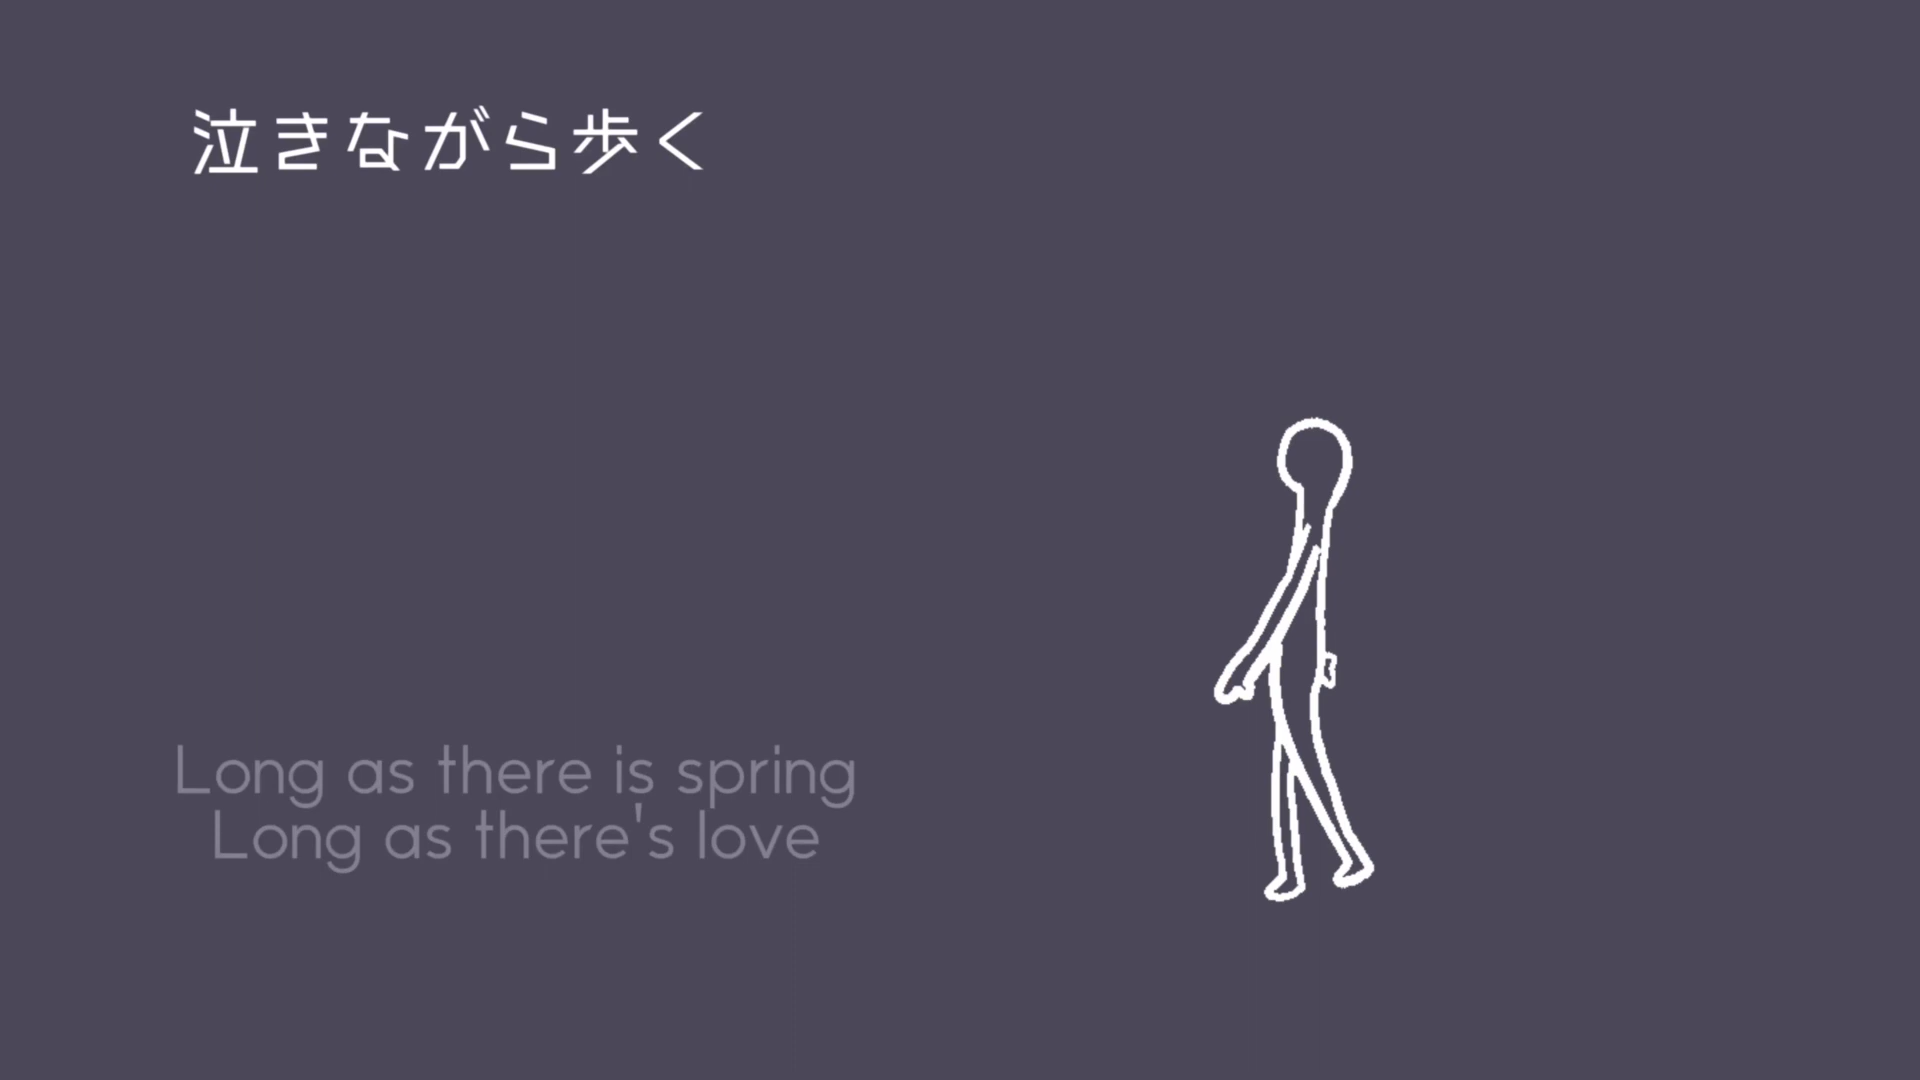 泣きながら歩く
Long as there is spring
Long as there's love